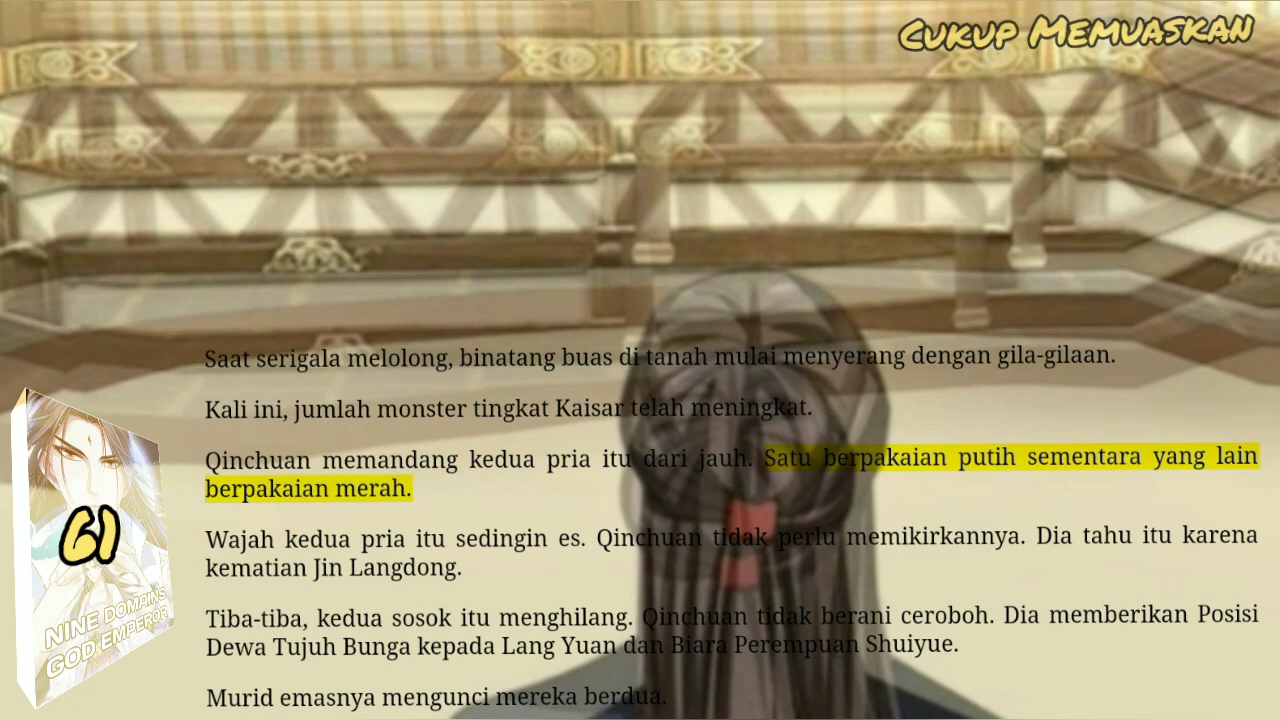 Cukup Memuaskan
Saat serigala melolong, binatang buas di tanah mulai menyerang dengan gila-gilaan.
Kali ini, jumlah monster tingkat Kaisar telah meningkat.
Qinchuan memandang kedua pria itu dari jauh. Satu berpakaian putih sementara yang lain
berpakaian merah.
Wajah kedua pria itu sedingin es. Qinchuan tidak perlu memikirkannya. Dia tahu itu karena
kematian Jin Langdong.
Tiba-tiba, kedua sosok itu menghilang. Qinchuan tidak berani ceroboh. Dia memberikan Posisi
Dewa Tujuh Bunga kepada Lang Yuan dan Biara Perempuan Shuiyue.
Murid emasnya mengunci mereka berdua.
61
NINE DOMAINS
GOD EMPEROR